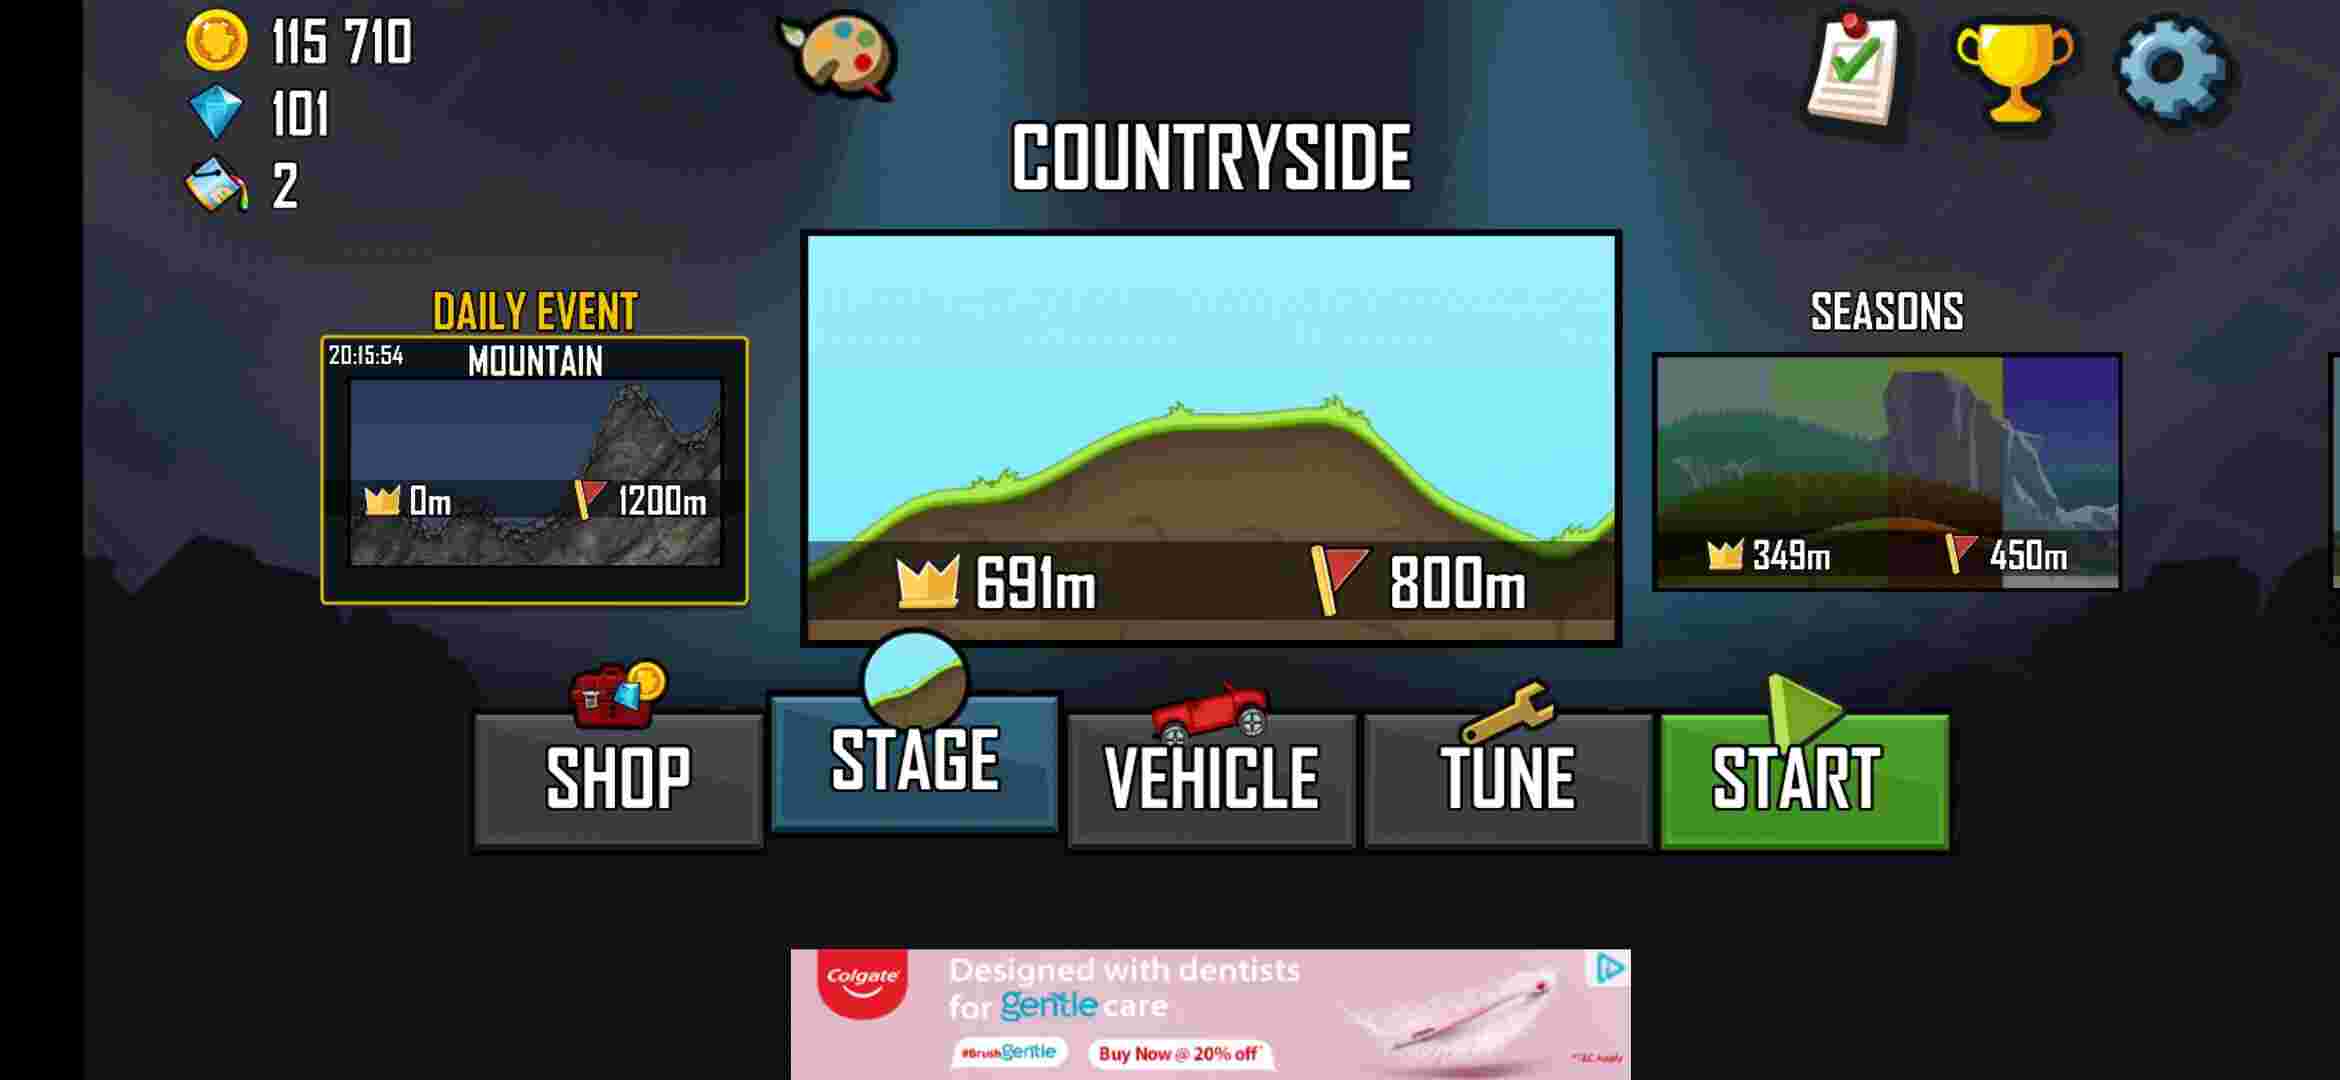 115 710
101
2
COUNTRYSIDE
DAILY EVENT
20:15:54
MOUNTAIN
0m
1200m
691m
800m
SEASONS
349m
450m
SHOP
STAGE
VEHICLE
TUNE
START
Colgate
Designed with dentists
for gentle care
#Brushgentle
Buy Now @ 20% off*
*T&C Apply